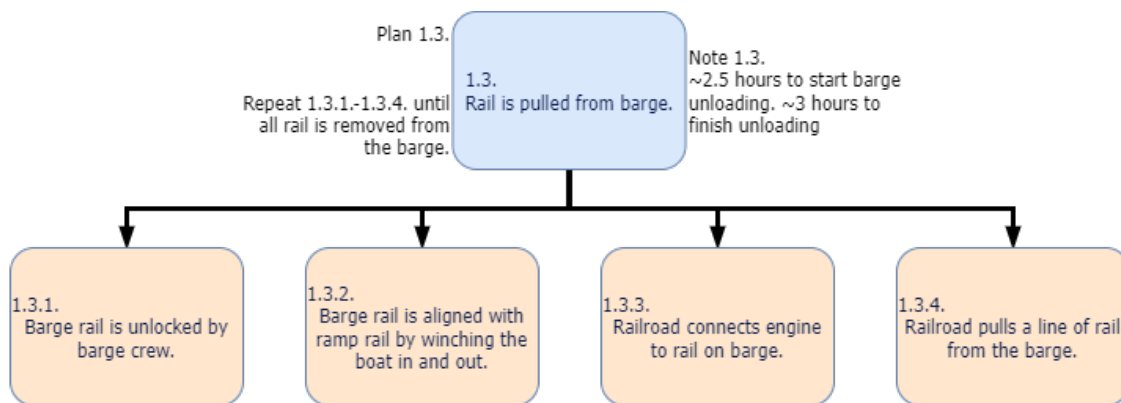 Plan 1.3.
Repeat 1.3.1.-1.3.4. until
all rail is removed from
the barge.
1.3.
Rail is pulled from barge.
Note 1.3.
~2.5 hours to start barge
unloading. ~3 hours to
finish unloading
1.3.1.
Barge rail is unlocked by
barge crew.
1.3.2.
Barge rail is aligned with
ramp rail by winching the
boat in and out.
1.3.3.
Railroad connects engine
to rail on barge.
1.3.4.
Railroad pulls a line of rail
from the barge.